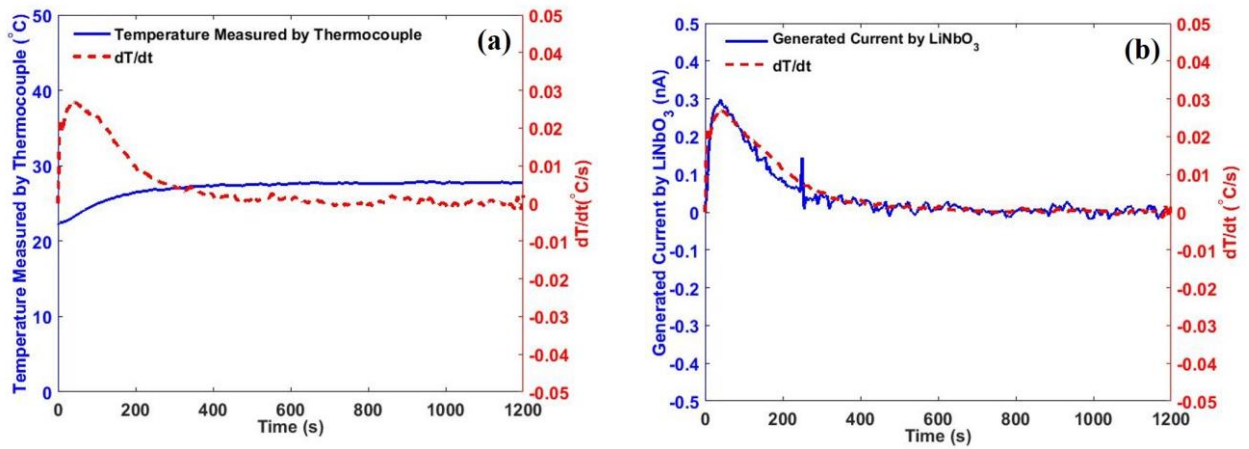 Temperature Measured by Thermocouple (°C)
50
40
30
20
10
0
Temperature Measured by Thermocouple
dT/dt
(a)
0.05
0.04
0.03
0.02
0.01
0
-0.01
-0.02
-0.03
-0.04
-0.05
dT/dt(°C/s)
0 200 400 600 800 1000 1200
Time (s)
Generated Current by LiNbO3 (nA)
0.5
0.4
0.3
0.2
0.1
0
-0.1
-0.2
-0.3
-0.4
-0.5
Generated Current by LiNbO3
dT/dt
(b)
0.05
0.04
0.03
0.02
0.01
0
-0.01
-0.02
-0.03
-0.04
-0.05
dT/dt (°C/s)
0 200 400 600 800 1000 1200
Time (s)